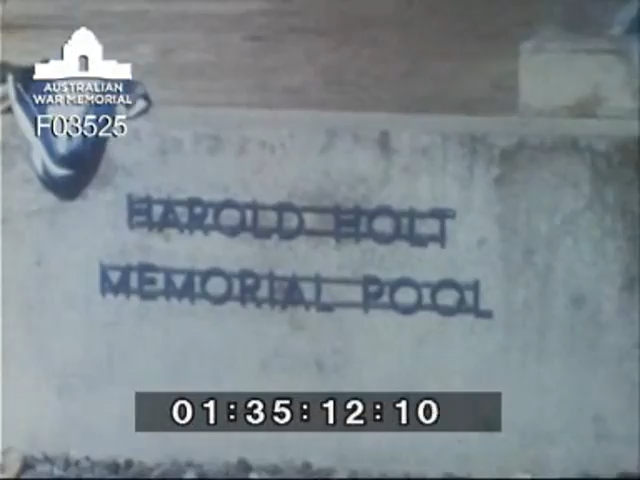 AUSTRALIAN
WAR MEMORIAL
F03525
HAROLD HOLT
MEMORIAL POOL
01:35:12:10